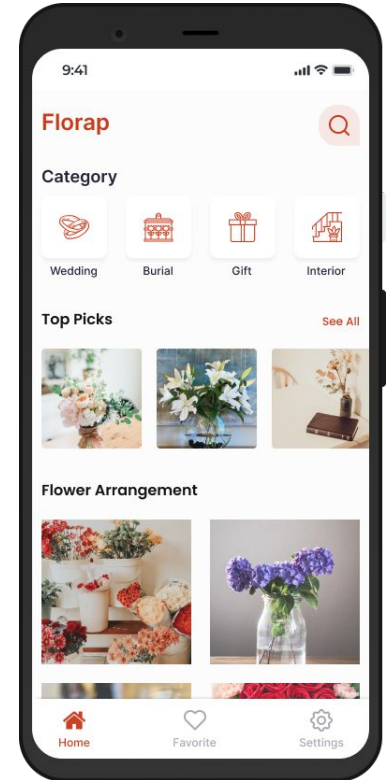 9:41
Florap
Category
Wedding Burial Gift Interior
Top Picks See All
Flower Arrangement
Home Favorite Settings